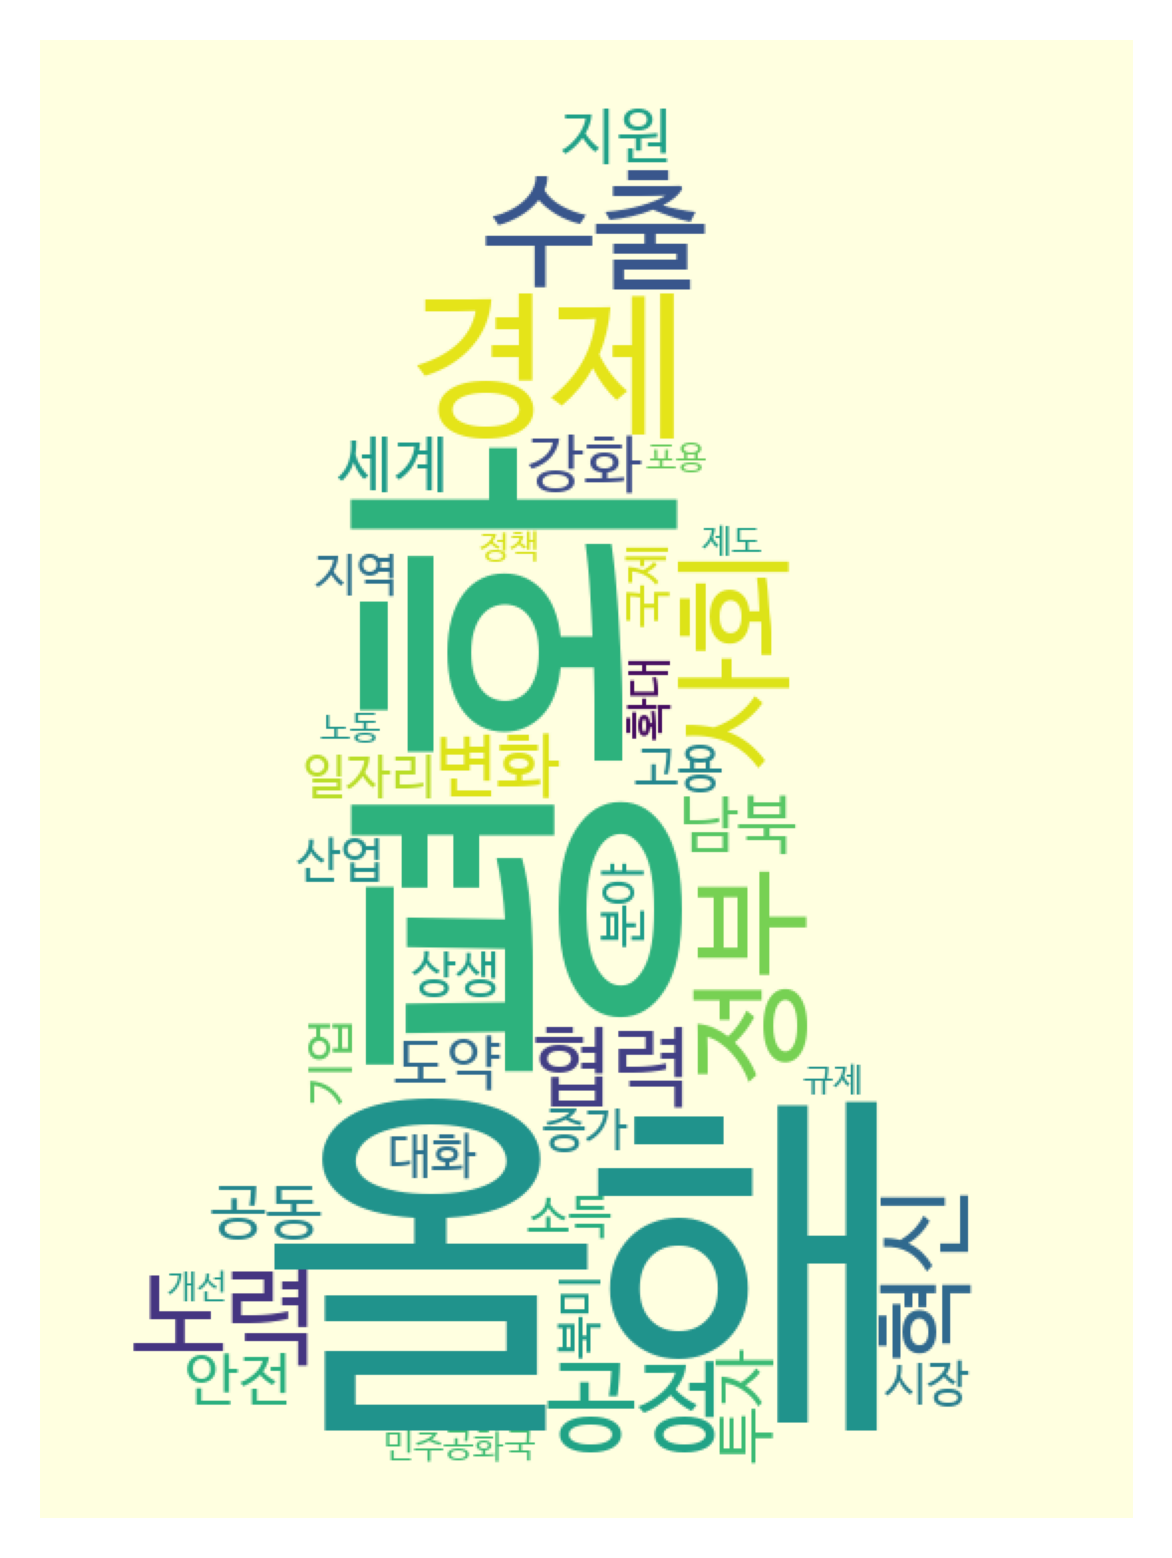 지원
수출
경제
세계
강화
포용
정책
제도
지역
국제
사회
평화
확대
노동
일자리
변화
고용
남북
산업
분야
정부
상생
기업
도약
협력
규제
올해
대화
증가
공동
소득
혁신
개선
노력
북미
안전
공정
투자
시장
민주공화국